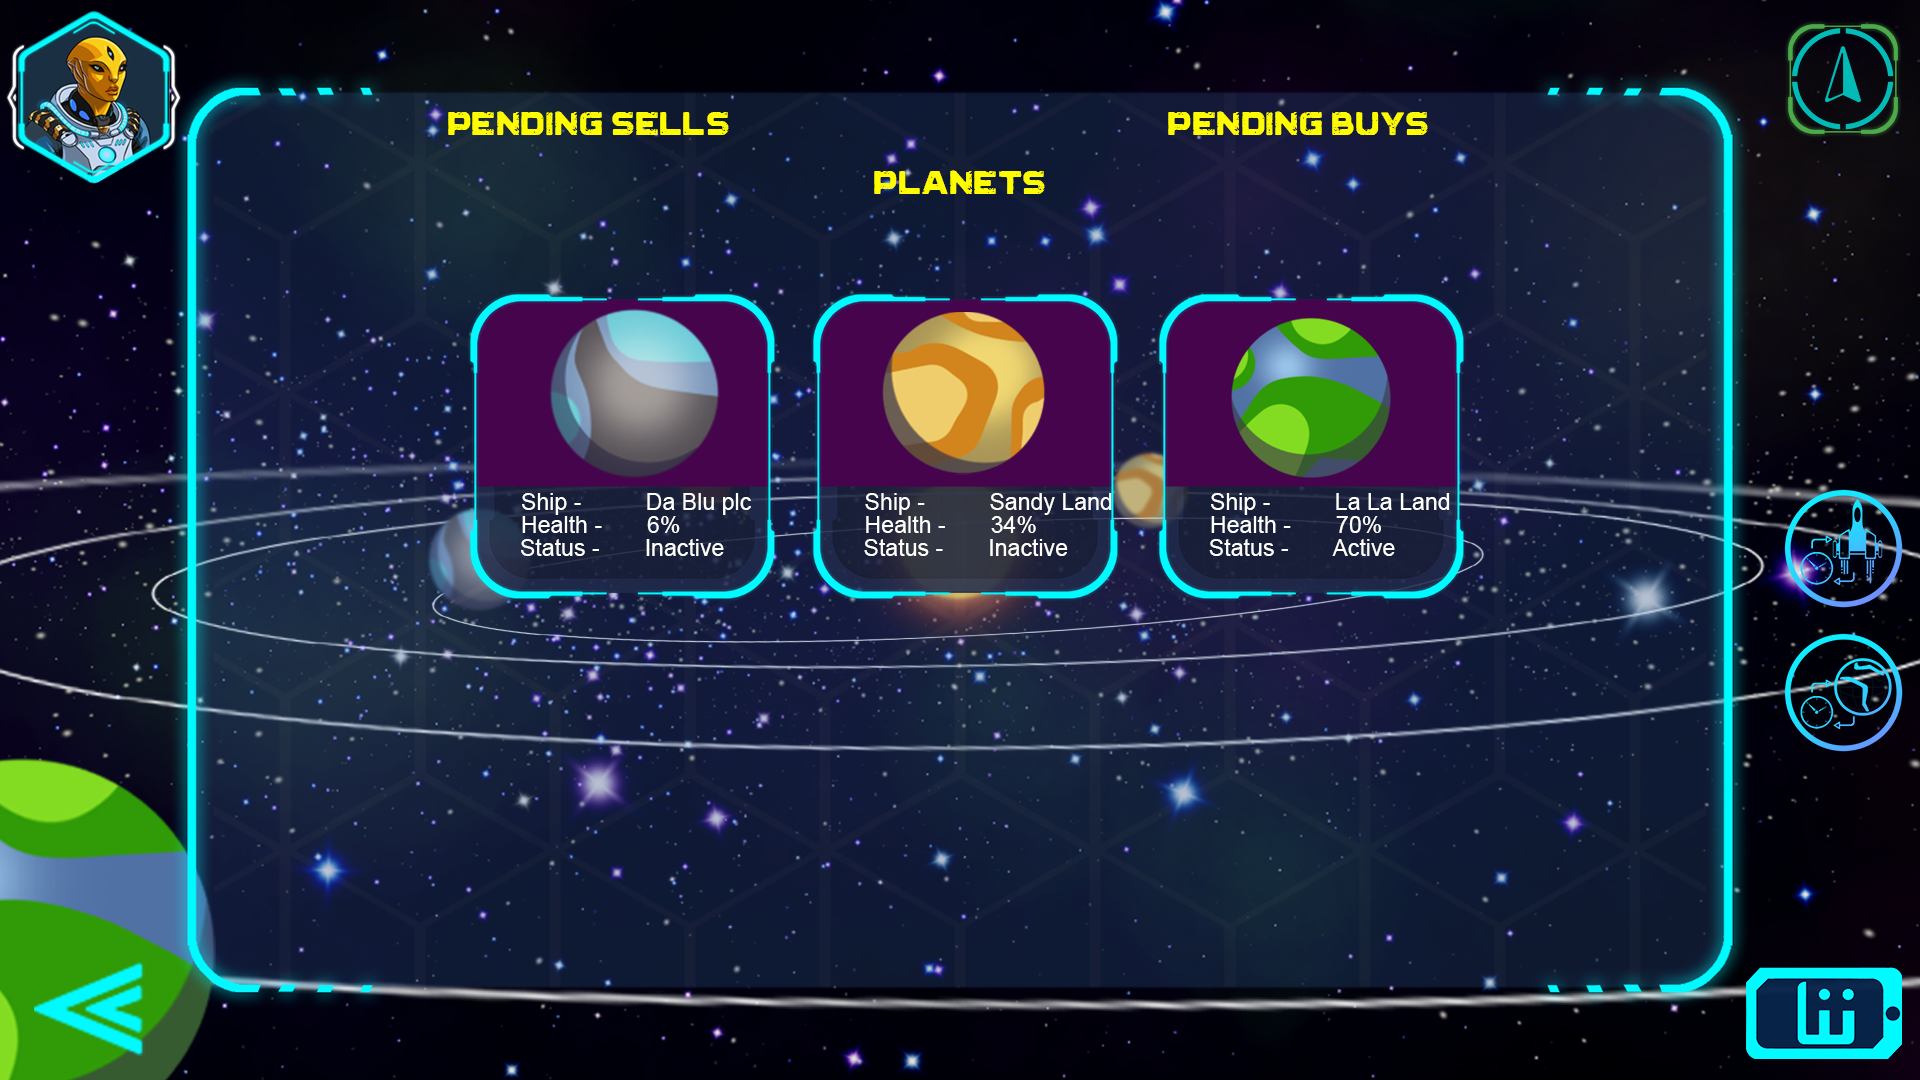 PENDING SELLS
PENDING BUYS
PLANETS
Ship - Da Blu plc
Health - 6%
Status - Inactive
Ship - Sandy Land
Health - 34%
Status - Inactive
Ship - La La Land
Health - 70%
Status - Active